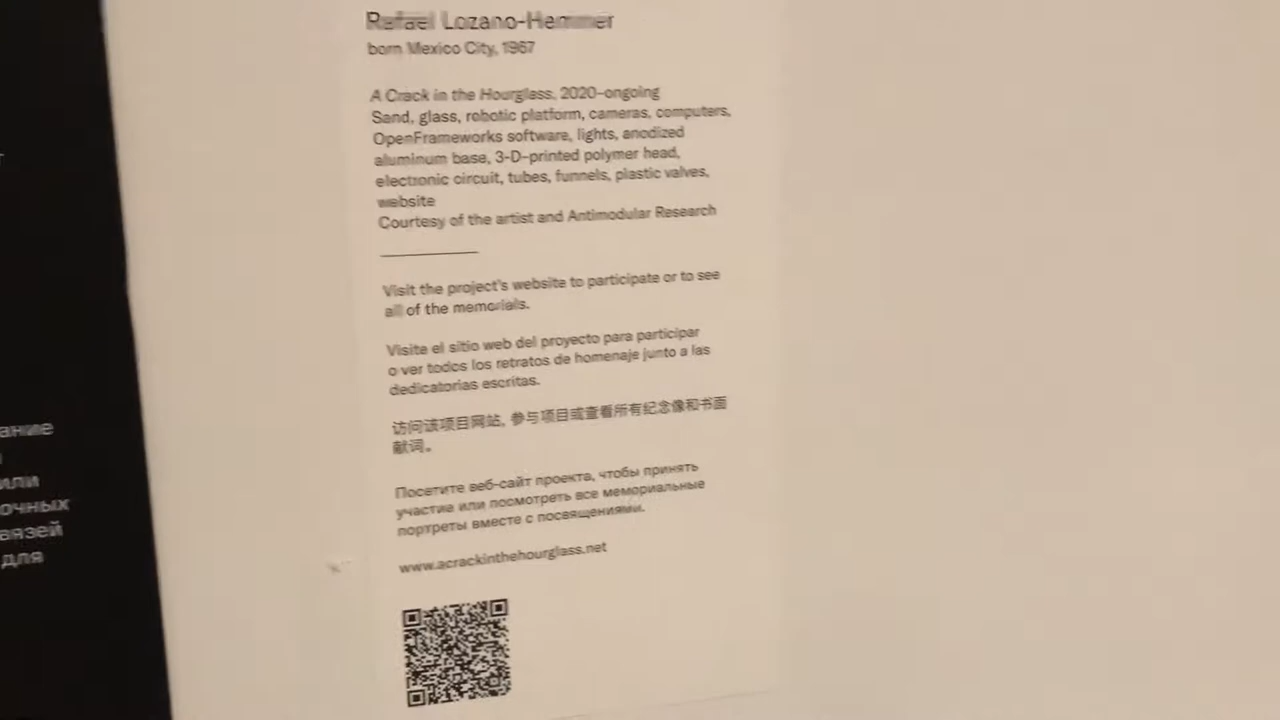 Rafael Lozano-Hemmer
born Mexico City, 1967
A Crack in the Hourglass, 2020-ongoing
Sand, glass, robotic platform, cameras, computers,
OpenFrameworks software, lights, anodized
aluminum base, 3-D-printed polymer head,
electronic circuit, tubes, funnels, plastic valves,
website
Courtesy of the artist and Antimodular Research
Visit the project's website to participate or to see
all of the memorials.
Visite el sitio web del proyecto para participar
o ver todos los retratos de homenaje junto a las
dedicatorias escritas.
访问该项目网站, 参与项目或查看所有纪念像和书面
献词。
Посетите веб-сайт проекта, чтобы принять
участие или посмотреть все мемориальные
портреты вместе с посвящениями.
www.acrackinthehourglass.net
ание
или
очных
вязей
для